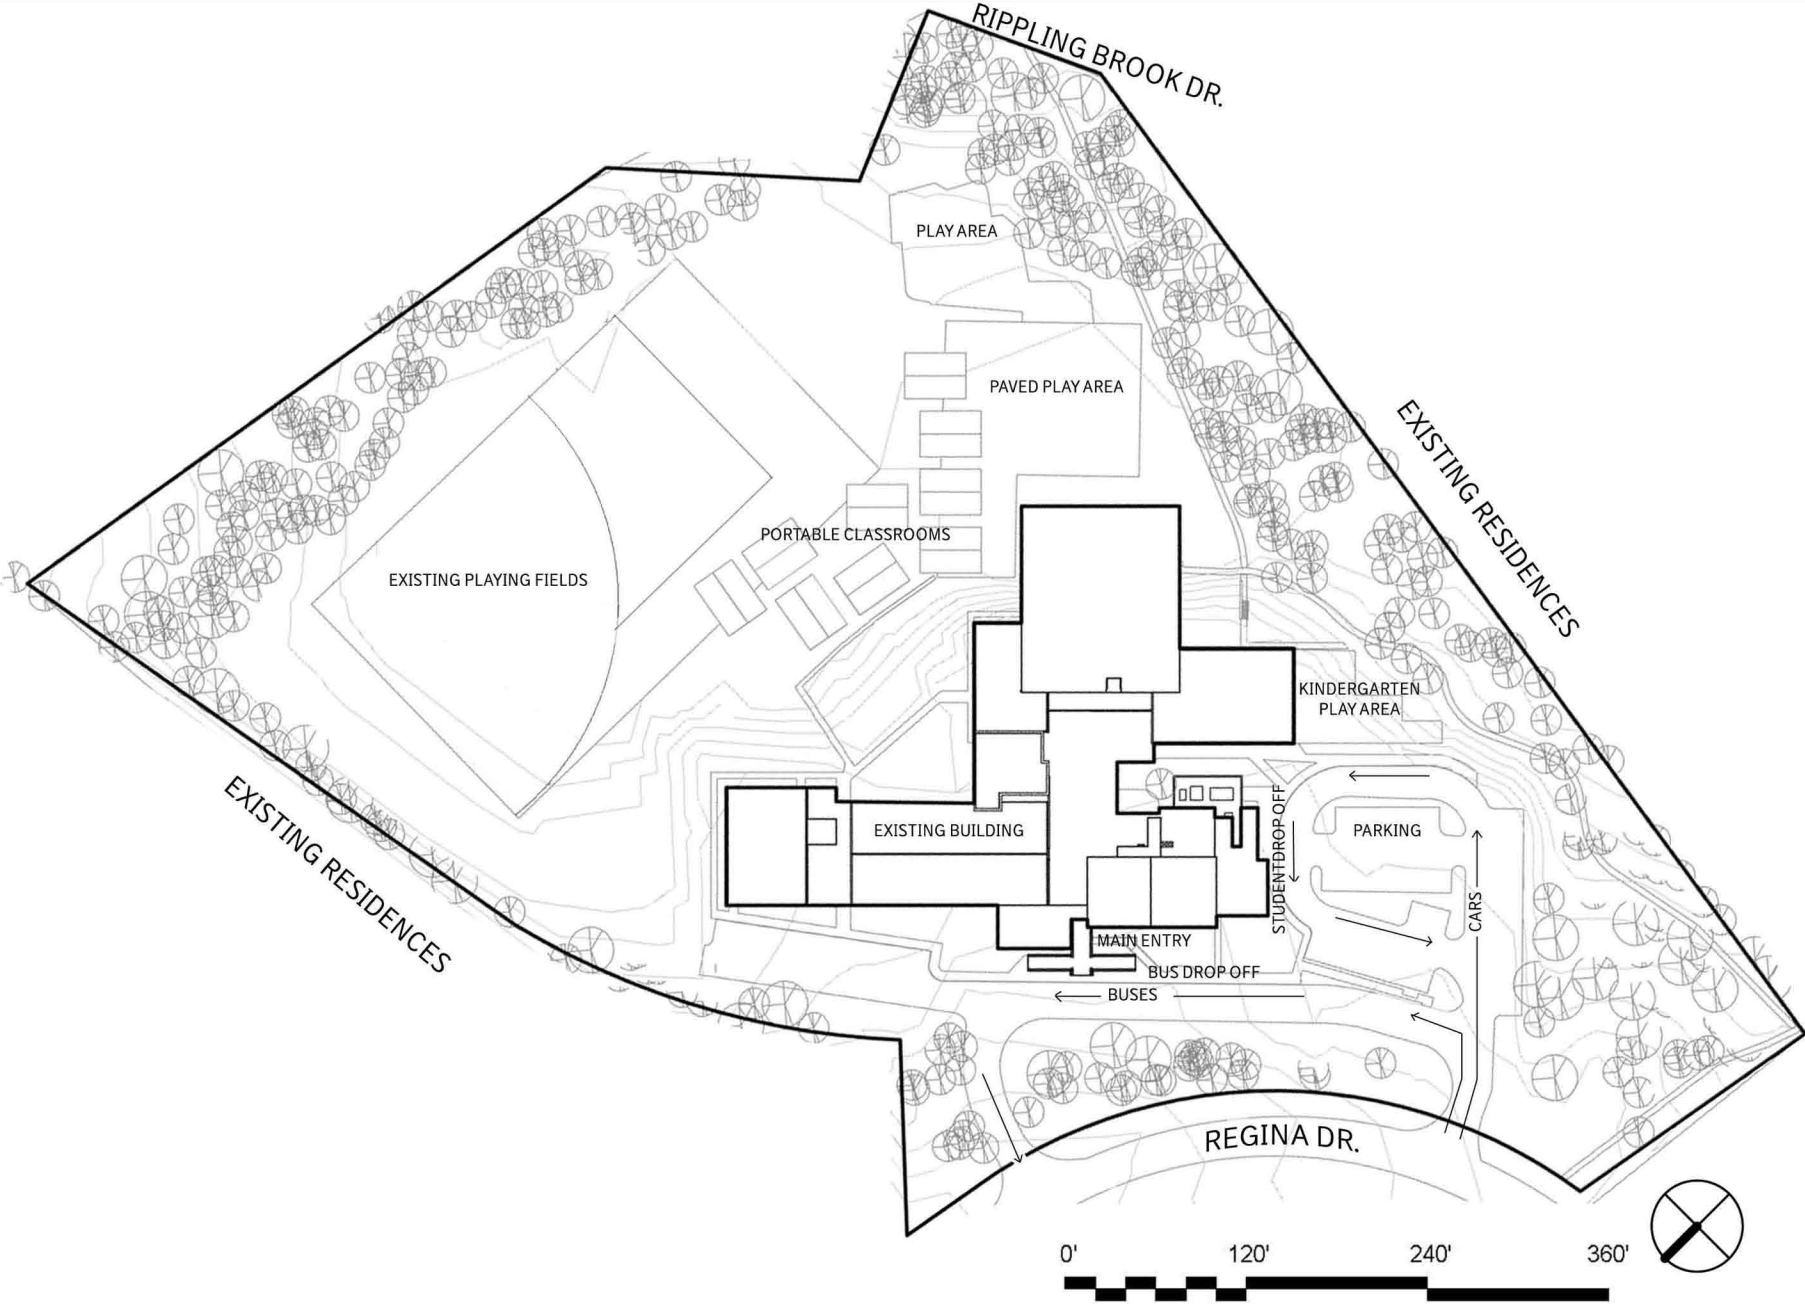 RIPPLING BROOK DR.
PLAY AREA
PAVED PLAY AREA
EXISTING RESIDENCES
PORTABLE CLASSROOMS
EXISTING PLAYING FIELDS
KINDERGARTEN
PLAY AREA
EXISTING RESIDENCES
EXISTING BUILDING
STUDENT DROP OFF
PARKING
CARS
MAIN ENTRY
BUS DROP OFF
BUSES
REGINA DR.
0' 120' 240' 360'